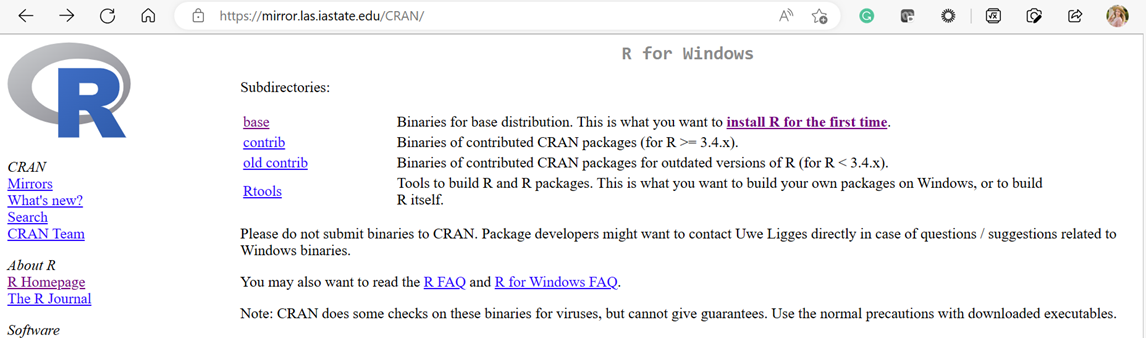 https://mirror.las.iastate.edu/CRAN/
R
R for Windows
Subdirectories:
base Binaries for base distribution. This is what you want to install R for the first time.
contrib Binaries of contributed CRAN packages (for R >= 3.4.x).
old contrib Binaries of contributed CRAN packages for outdated versions of R (for R < 3.4.x).
Rtools Tools to build R and R packages. This is what you want to build your own packages on Windows, or to build
R itself.
Please do not submit binaries to CRAN. Package developers might want to contact Uwe Ligges directly in case of questions / suggestions related to
Windows binaries.
You may also want to read the R FAQ and R for Windows FAQ.
Note: CRAN does some checks on these binaries for viruses, but cannot give guarantees. Use the normal precautions with downloaded executables.
CRAN
Mirrors
What's new?
Search
CRAN Team
About R
R Homepage
The R Journal
Software